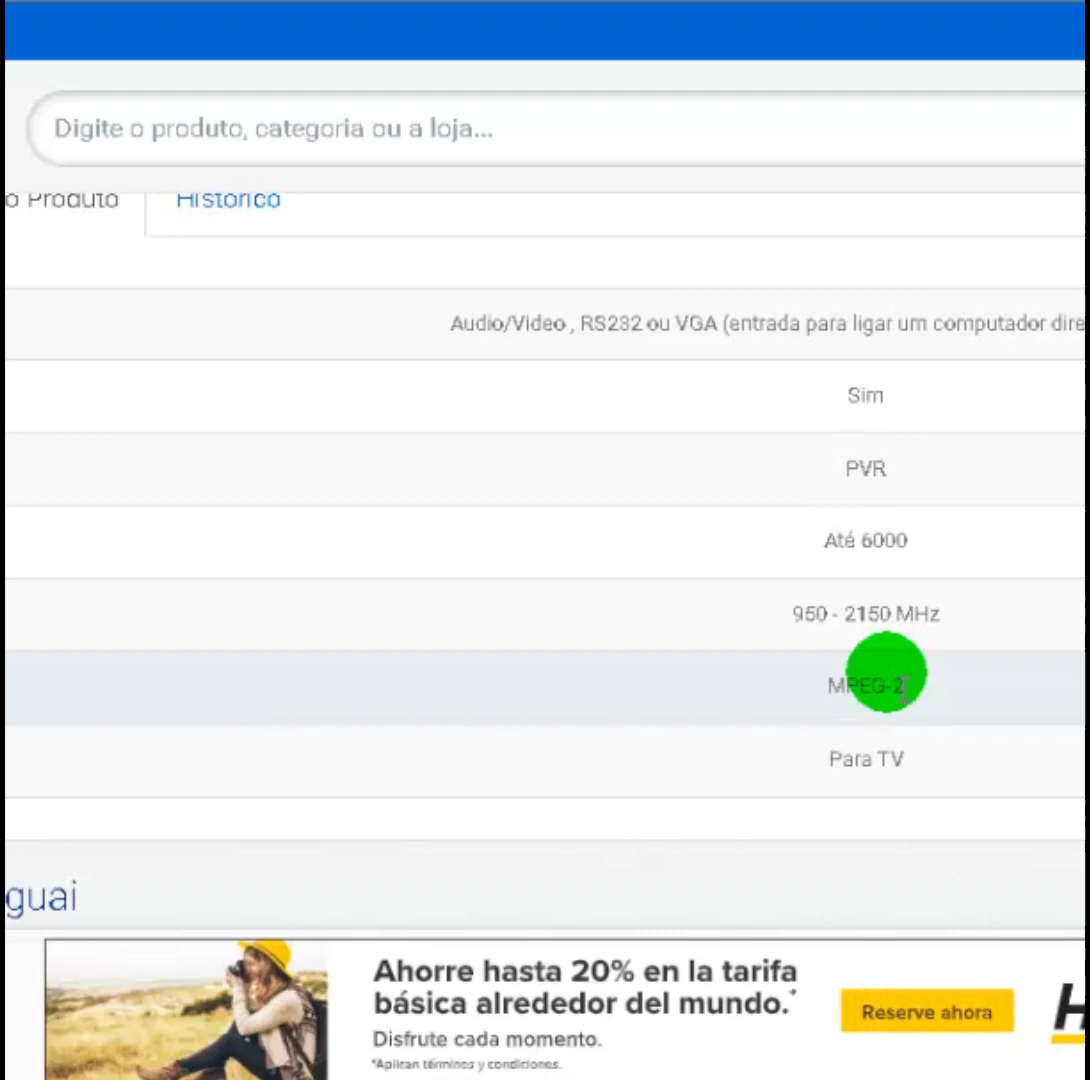 Digite o produto, categoria ou a loja...
o Produto
Histórico
Audio/Video , RS232 ou VGA (entrada para ligar um computador dire
Sim
PVR
Até 6000
950 - 2150 MHz
MPEG-2
Para TV
guai
Ahorre hasta 20% en la tarifa
básica alrededor del mundo.*
Disfrute cada momento.
*Aplican términos y condiciones.
Reserve ahora
H